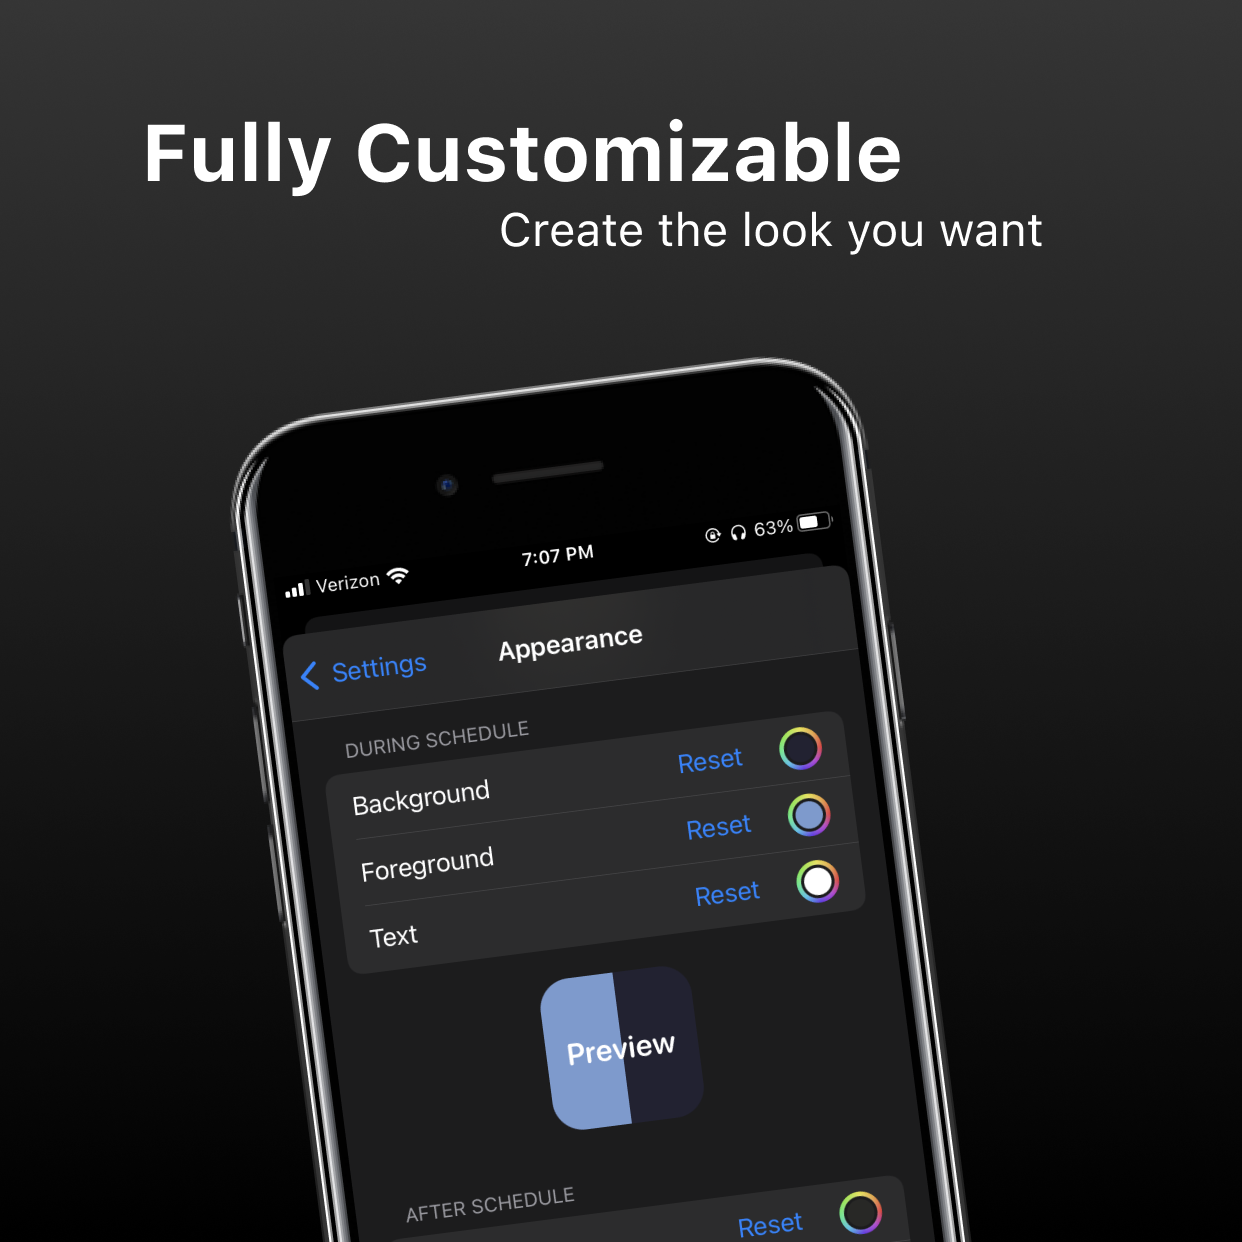 Fully Customizable
Create the look you want
Verizon 7:07 PM 63%
Settings Appearance
DURING SCHEDULE
Background Reset
Foreground Reset
Text Reset
Preview
AFTER SCHEDULE
Reset